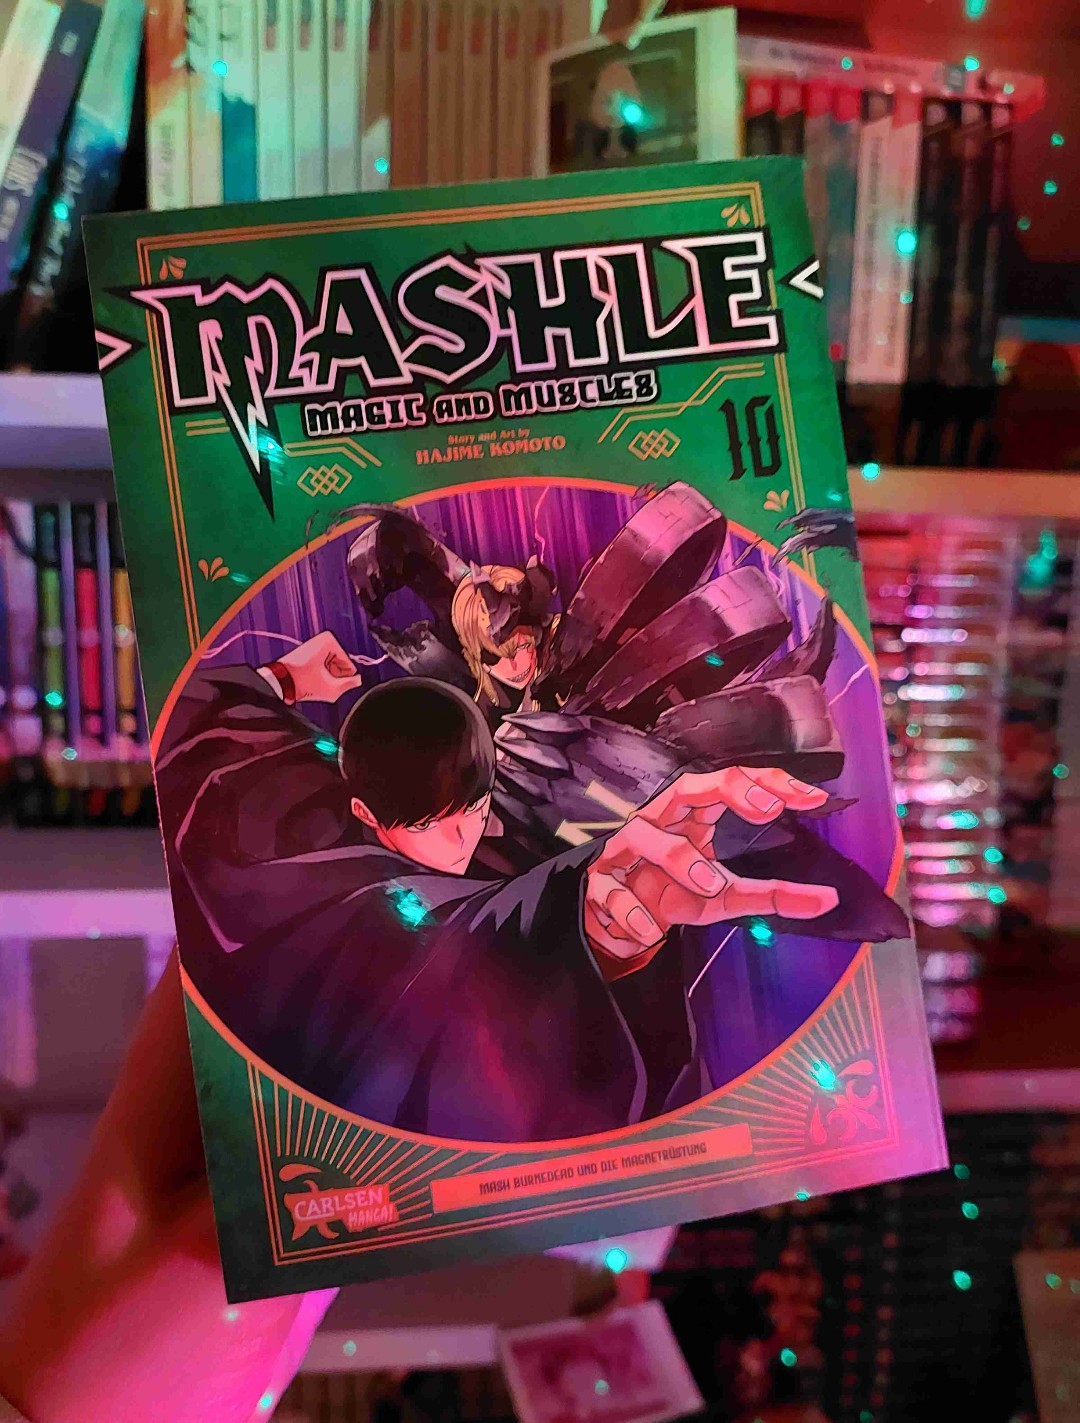 MASHLE
MAGIC AND MUSCLES
Story and Art by
HAJIME KOMOTO
10
MASH BURNEDEAD UND DIE MAGNETRÜSTUNG
CARLSEN
MANGA!